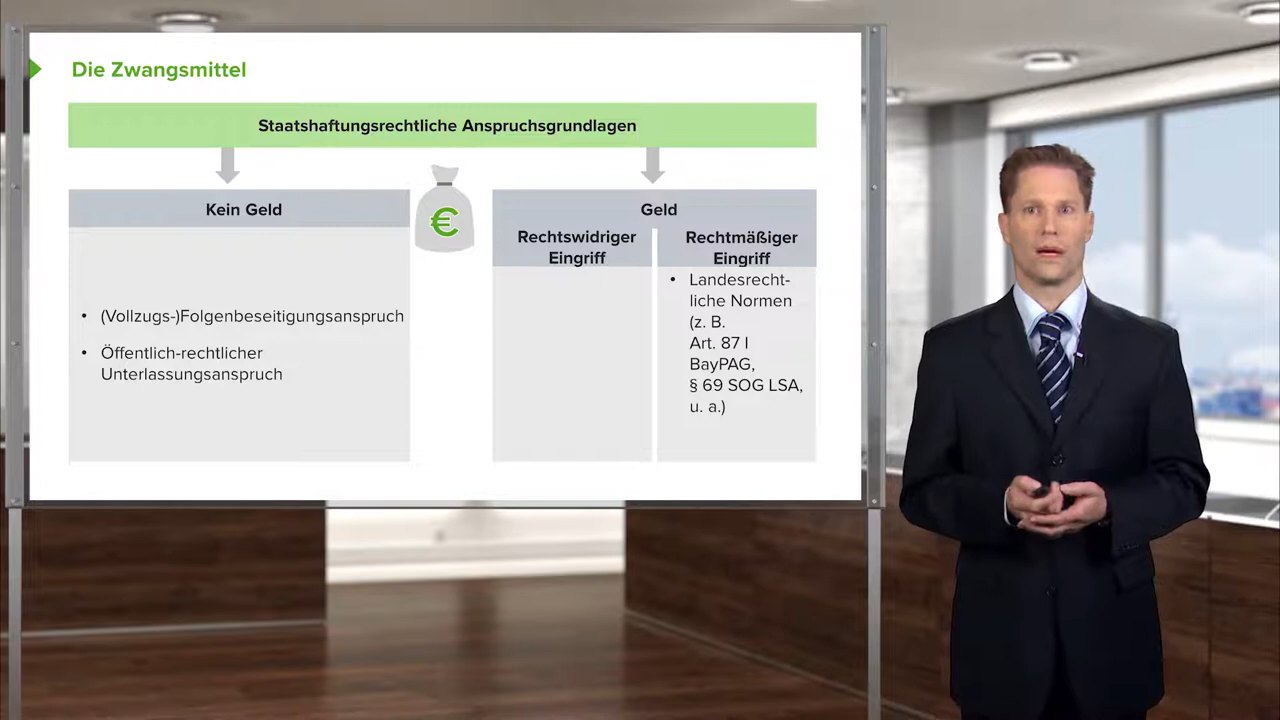 Die Zwangsmittel
Staatshaftungsrechtliche Anspruchsgrundlagen
Kein Geld
• (Vollzugs-)Folgenbeseitigungsanspruch
• Öffentlich-rechtlicher
Unterlassungsanspruch
€
Geld
Rechtswidriger
Eingriff
Rechtmäßiger
Eingriff
• Landesrecht-
liche Normen
(z. B.
Art. 87 I
BayPAG,
§ 69 SOG LSA,
u. a.)